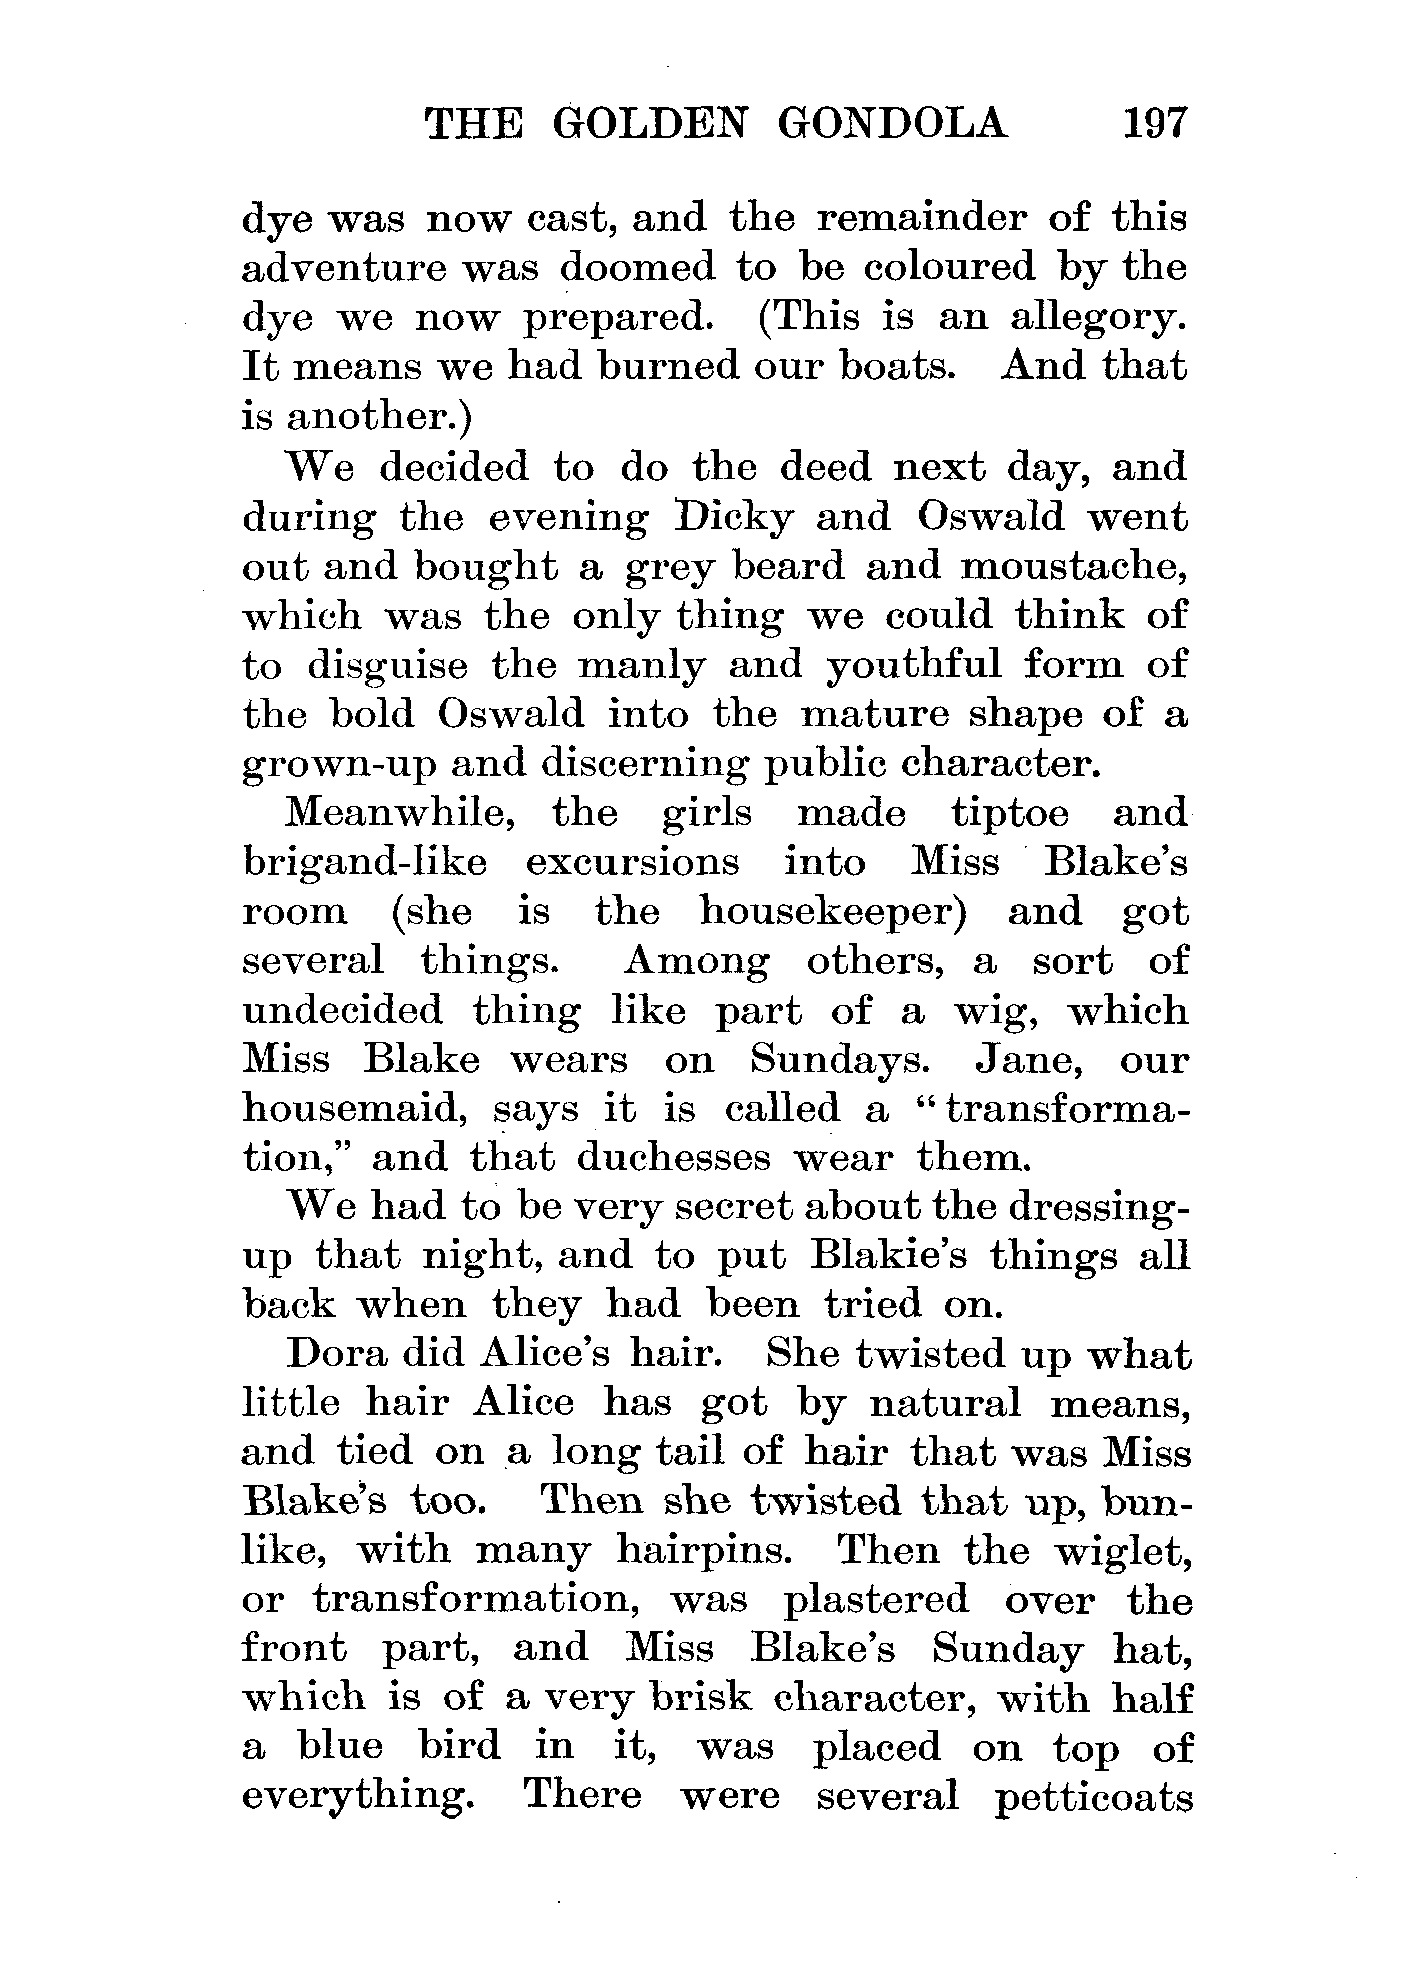 THE GOLDEN GONDOLA 197
dye was now cast, and the remainder of this
adventure was doomed to be coloured by the
dye we now prepared. (This is an allegory.
It means we had burned our boats. And that
is another.)
We decided to do the deed next day, and
during the evening Dicky and Oswald went
out and bought a grey beard and moustache,
which was the only thing we could think of
to disguise the manly and youthful form of
the bold Oswald into the mature shape of a
grown-up and discerning public character.
Meanwhile, the girls made tiptoe and
brigand-like excursions into Miss Blake's
room (she is the housekeeper) and got
several things. Among others, a sort of
undecided thing like part of a wig, which
Miss Blake wears on Sundays. Jane, our
housemaid, says it is called a “transforma-
tion,” and that duchesses wear them.
We had to be very secret about the dressing-
up that night, and to put Blakie's things all
back when they had been tried on.
Dora did Alice's hair. She twisted up what
little hair Alice has got by natural means,
and tied on a long tail of hair that was Miss
Blake's too. Then she twisted that up, bun-
like, with many hairpins. Then the wiglet,
or transformation, was plastered over the
front part, and Miss Blake's Sunday hat,
which is of a very brisk character, with half
a blue bird in it, was placed on top of
everything. There were several petticoats